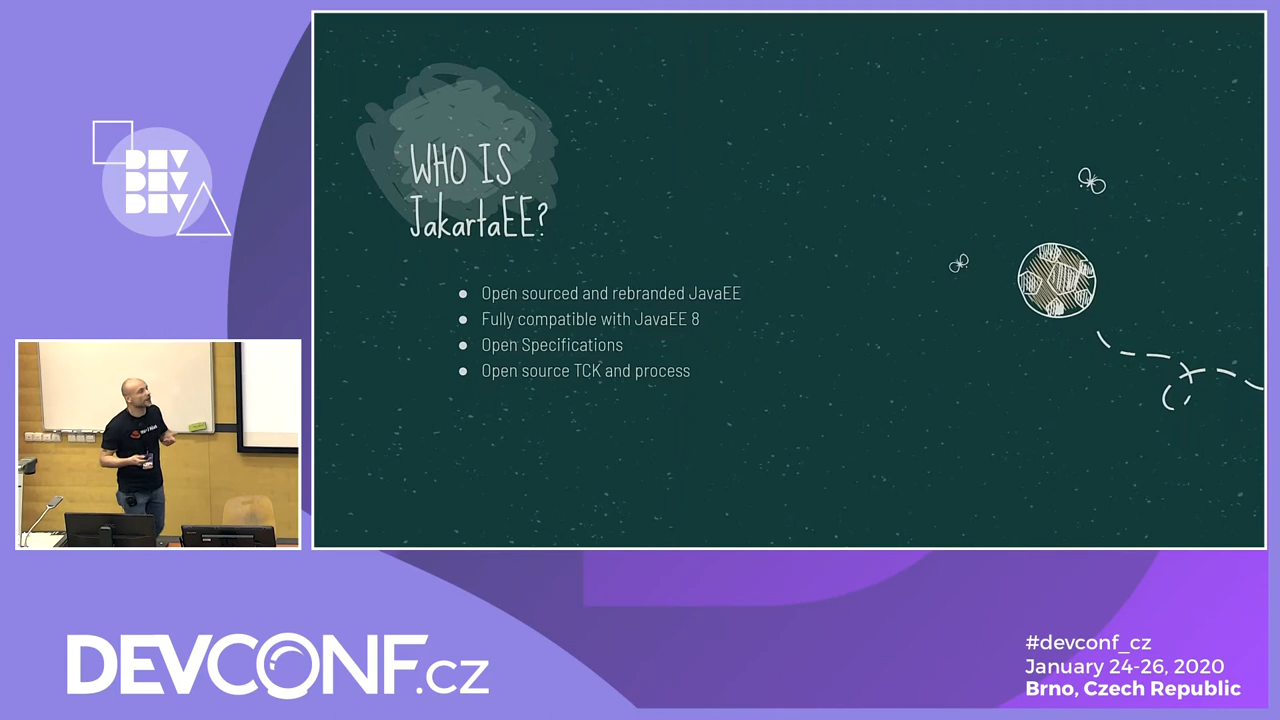 DEV
DEV
DEV
WHO IS
JakartaEE?
● Open sourced and rebranded JavaEE
● Fully compatible with JavaEE 8
● Open Specifications
● Open source TCK and process
DEVCONF.cz
#devconf_cz
January 24-26, 2020
Brno, Czech Republic